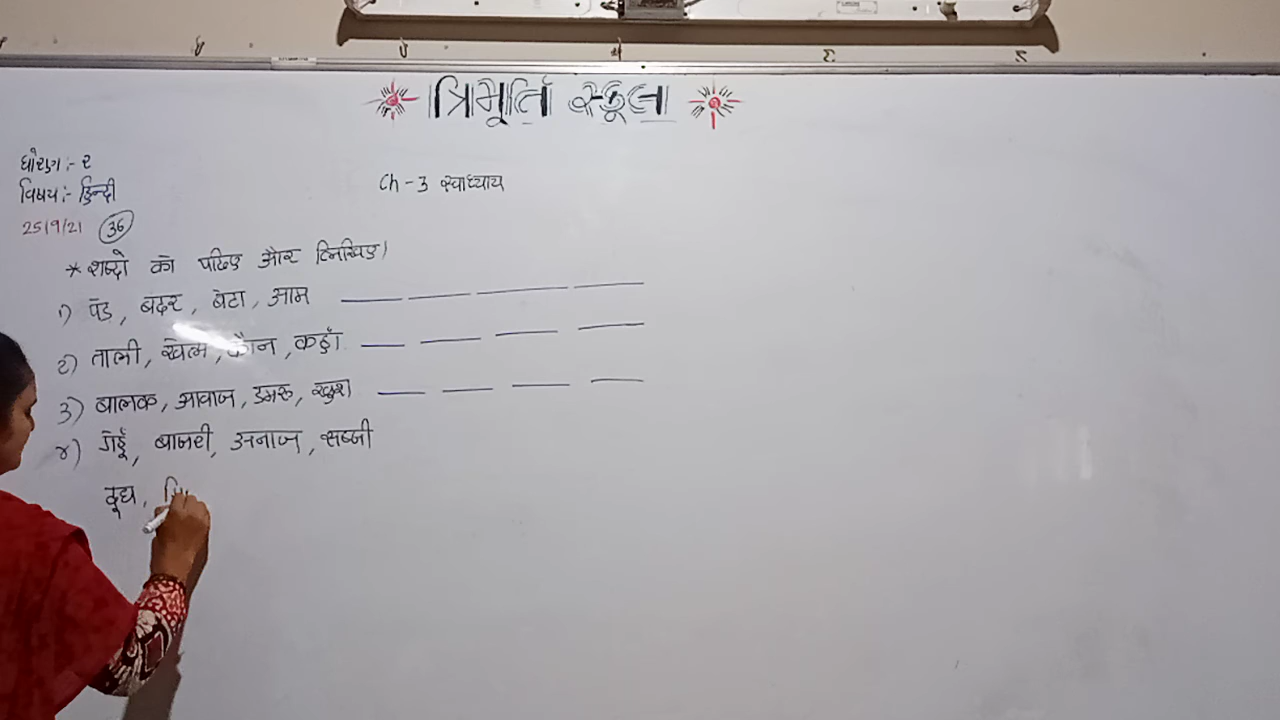 त्रिमूर्ति स्कूल
धोरण :- २
विषय :- हिन्दी
Ch - 3 स्वाध्याय
25/9/21 36
* शब्दो को पढिए और लिखिए।
१) पेड, बंदर, बेटा, आम
२) ताली, खेल, कौन, कहाँ
३) बालक, आवाज, डमरू, खुश
४) गेहूँ, बाजरी, अनाज, सब्जी
दूध,